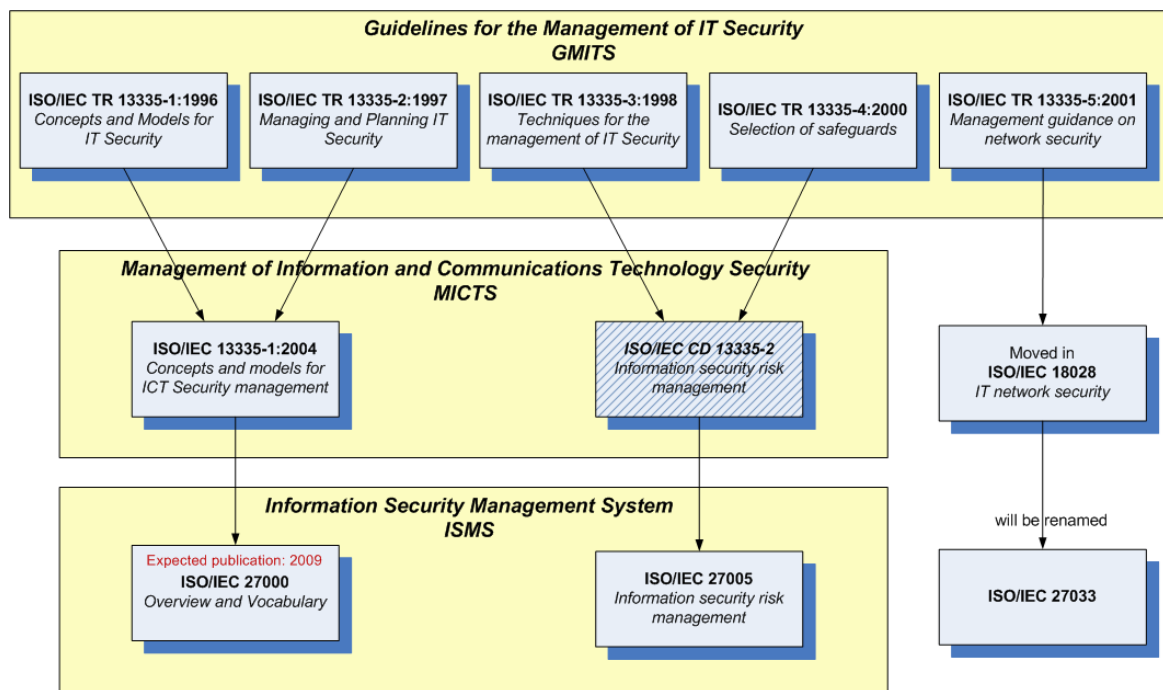 Guidelines for the Management of IT Security
GMITS
ISO/IEC TR 13335-1:1996
Concepts and Models for
IT Security
ISO/IEC TR 13335-2:1997
Managing and Planning IT
Security
ISO/IEC TR 13335-3:1998
Techniques for the
management of IT Security
ISO/IEC TR 13335-4:2000
Selection of safeguards
ISO/IEC TR 13335-5:2001
Management guidance on
network security
Management of Information and Communications Technology Security
MICTS
ISO/IEC 13335-1:2004
Concepts and models for
ICT Security management
ISO/IEC CD 13335-2
Information security risk
management
Moved in
ISO/IEC 18028
IT network security
Information Security Management System
ISMS
Expected publication: 2009
ISO/IEC 27000
Overview and Vocabulary
ISO/IEC 27005
Information security risk
management
will be renamed
ISO/IEC 27033